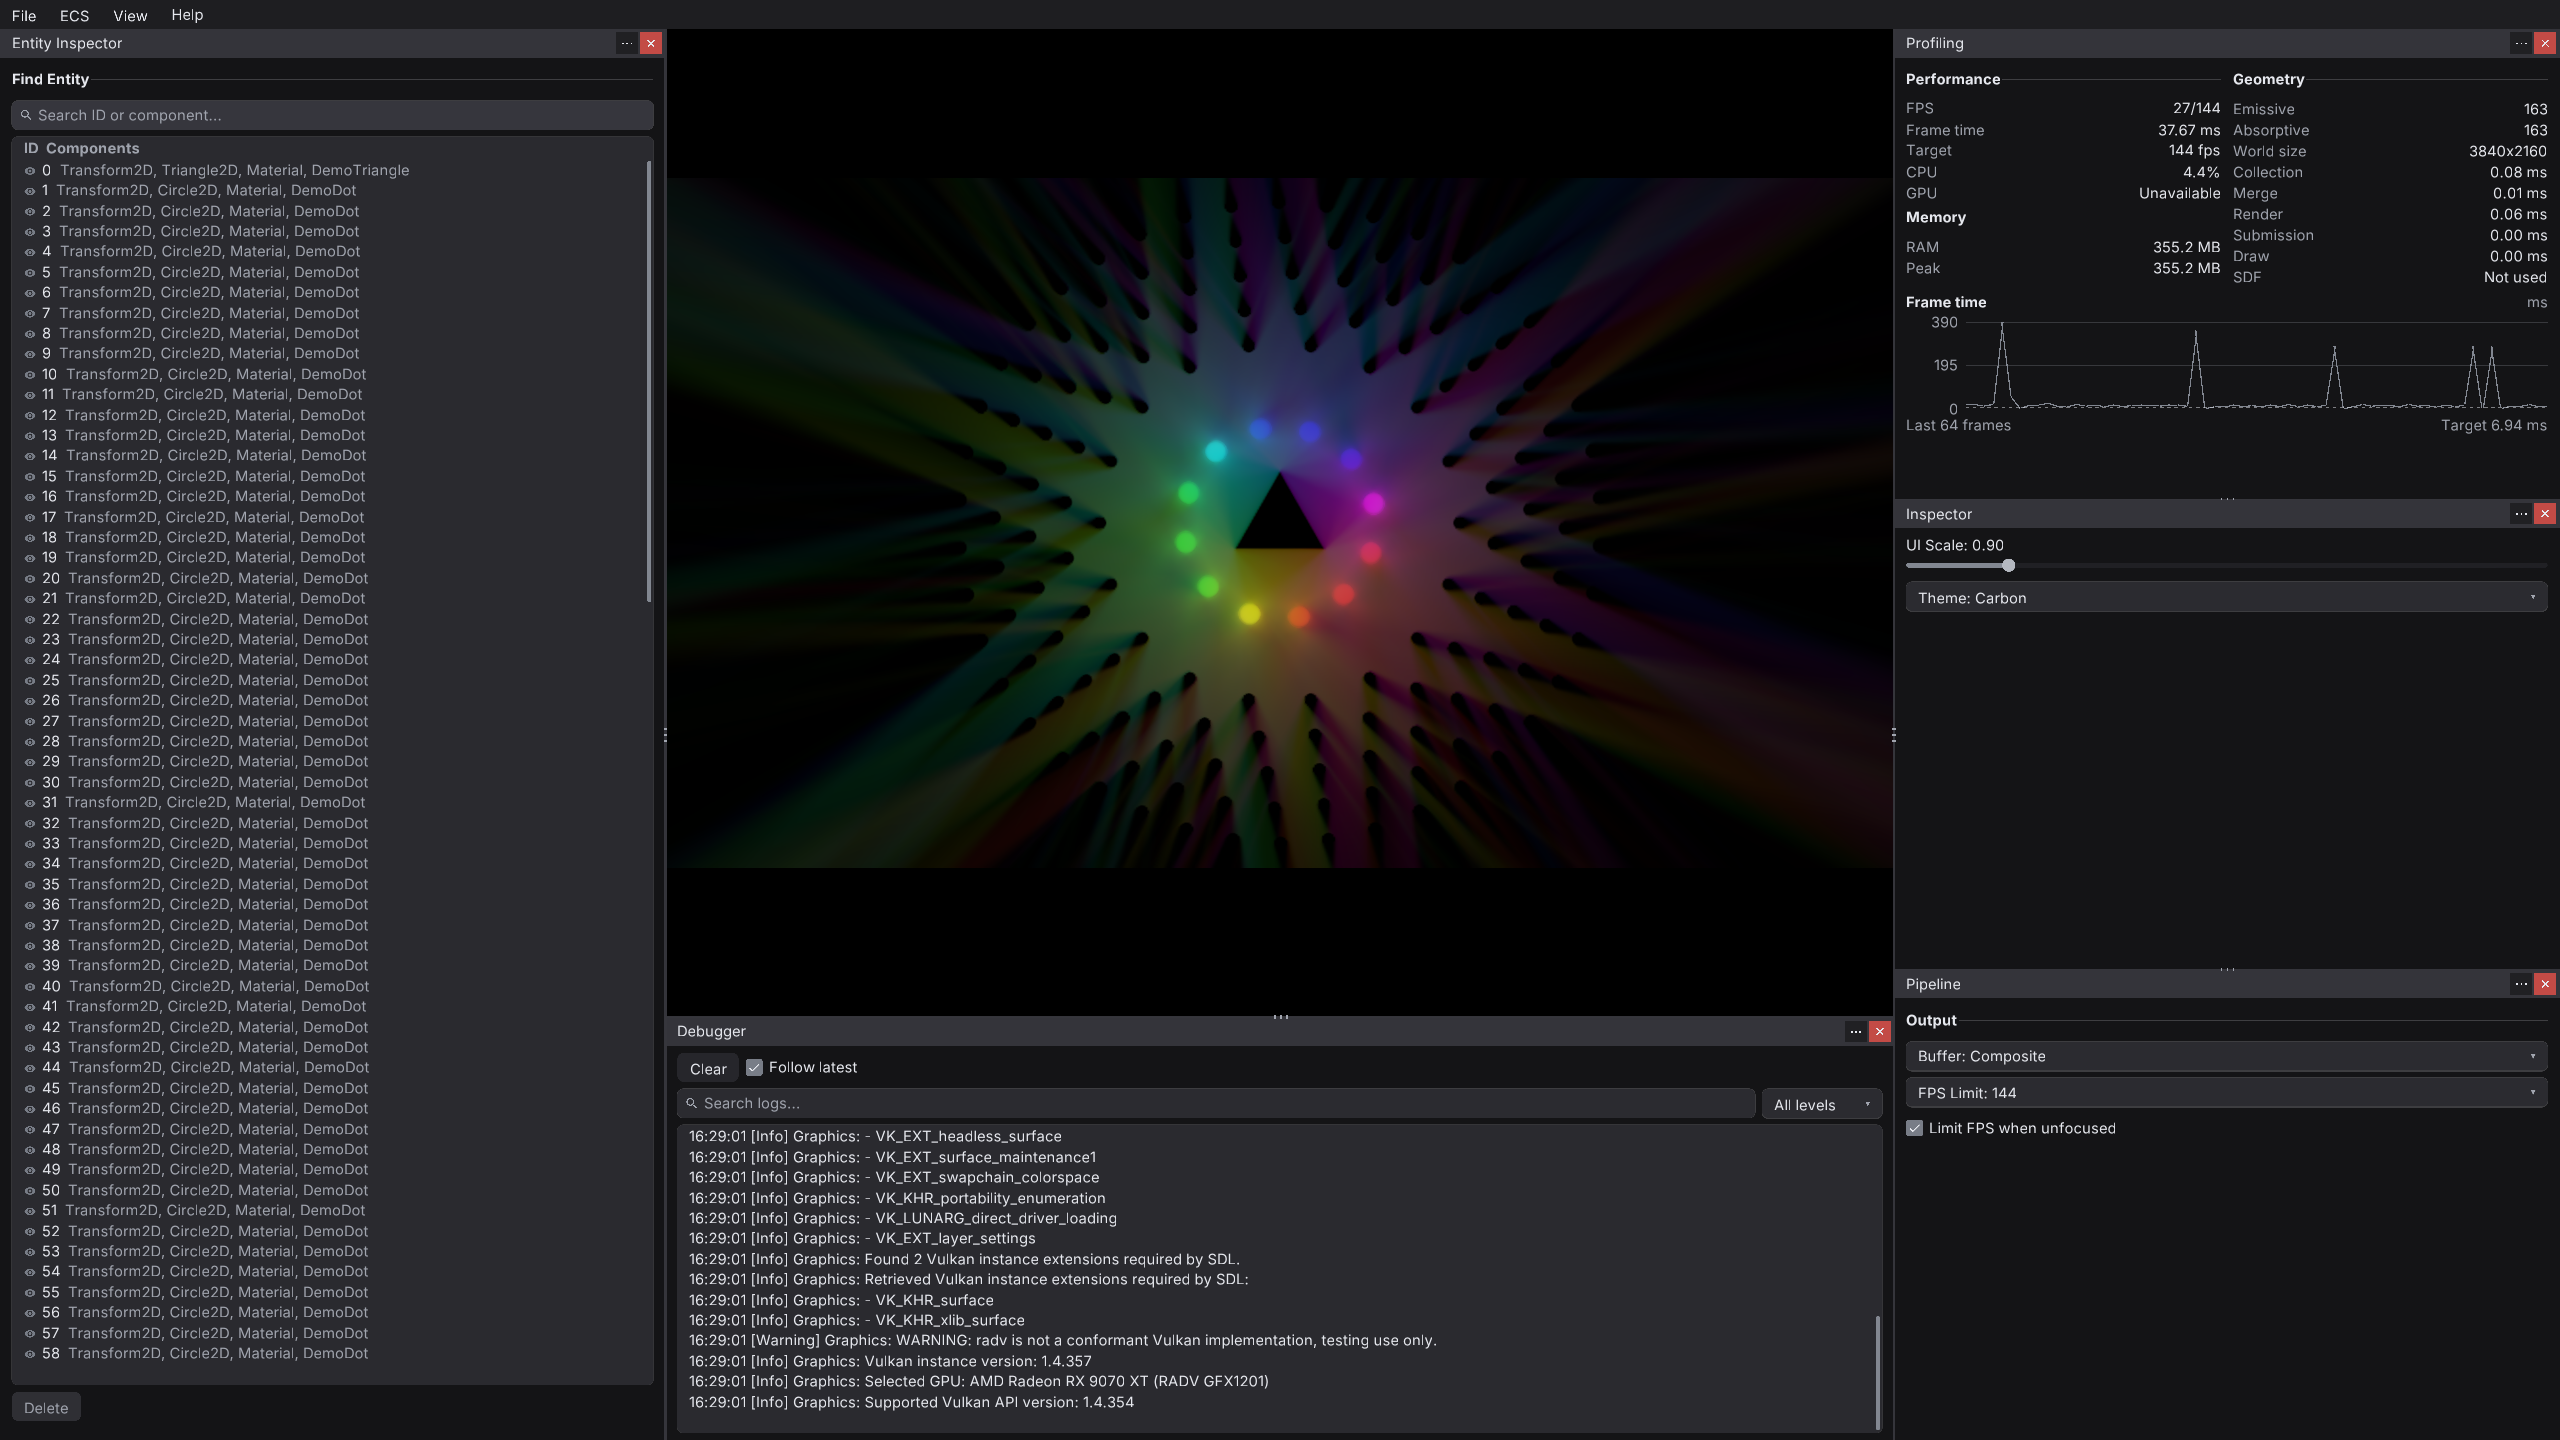 File ECS View Help
Entity Inspector
Find Entity
Search ID or component...
ID Components
0 Transform2D, Triangle2D, Material, DemoTriangle
1 Transform2D, Circle2D, Material, DemoDot
2 Transform2D, Circle2D, Material, DemoDot
3 Transform2D, Circle2D, Material, DemoDot
4 Transform2D, Circle2D, Material, DemoDot
5 Transform2D, Circle2D, Material, DemoDot
6 Transform2D, Circle2D, Material, DemoDot
7 Transform2D, Circle2D, Material, DemoDot
8 Transform2D, Circle2D, Material, DemoDot
9 Transform2D, Circle2D, Material, DemoDot
10 Transform2D, Circle2D, Material, DemoDot
11 Transform2D, Circle2D, Material, DemoDot
12 Transform2D, Circle2D, Material, DemoDot
13 Transform2D, Circle2D, Material, DemoDot
14 Transform2D, Circle2D, Material, DemoDot
15 Transform2D, Circle2D, Material, DemoDot
16 Transform2D, Circle2D, Material, DemoDot
17 Transform2D, Circle2D, Material, DemoDot
18 Transform2D, Circle2D, Material, DemoDot
19 Transform2D, Circle2D, Material, DemoDot
20 Transform2D, Circle2D, Material, DemoDot
21 Transform2D, Circle2D, Material, DemoDot
22 Transform2D, Circle2D, Material, DemoDot
23 Transform2D, Circle2D, Material, DemoDot
24 Transform2D, Circle2D, Material, DemoDot
25 Transform2D, Circle2D, Material, DemoDot
26 Transform2D, Circle2D, Material, DemoDot
27 Transform2D, Circle2D, Material, DemoDot
28 Transform2D, Circle2D, Material, DemoDot
29 Transform2D, Circle2D, Material, DemoDot
30 Transform2D, Circle2D, Material, DemoDot
31 Transform2D, Circle2D, Material, DemoDot
32 Transform2D, Circle2D, Material, DemoDot
33 Transform2D, Circle2D, Material, DemoDot
34 Transform2D, Circle2D, Material, DemoDot
35 Transform2D, Circle2D, Material, DemoDot
36 Transform2D, Circle2D, Material, DemoDot
37 Transform2D, Circle2D, Material, DemoDot
38 Transform2D, Circle2D, Material, DemoDot
39 Transform2D, Circle2D, Material, DemoDot
40 Transform2D, Circle2D, Material, DemoDot
41 Transform2D, Circle2D, Material, DemoDot
42 Transform2D, Circle2D, Material, DemoDot
43 Transform2D, Circle2D, Material, DemoDot
44 Transform2D, Circle2D, Material, DemoDot
45 Transform2D, Circle2D, Material, DemoDot
46 Transform2D, Circle2D, Material, DemoDot
47 Transform2D, Circle2D, Material, DemoDot
48 Transform2D, Circle2D, Material, DemoDot
49 Transform2D, Circle2D, Material, DemoDot
50 Transform2D, Circle2D, Material, DemoDot
51 Transform2D, Circle2D, Material, DemoDot
52 Transform2D, Circle2D, Material, DemoDot
53 Transform2D, Circle2D, Material, DemoDot
54 Transform2D, Circle2D, Material, DemoDot
55 Transform2D, Circle2D, Material, DemoDot
56 Transform2D, Circle2D, Material, DemoDot
57 Transform2D, Circle2D, Material, DemoDot
58 Transform2D, Circle2D, Material, DemoDot
Delete
Debugger
Clear Follow latest
Search logs... All levels
16:29:01 [Info] Graphics: - VK_EXT_headless_surface
16:29:01 [Info] Graphics: - VK_EXT_surface_maintenance1
16:29:01 [Info] Graphics: - VK_EXT_swapchain_colorspace
16:29:01 [Info] Graphics: - VK_KHR_portability_enumeration
16:29:01 [Info] Graphics: - VK_LUNARG_direct_driver_loading
16:29:01 [Info] Graphics: - VK_EXT_layer_settings
16:29:01 [Info] Graphics: Found 2 Vulkan instance extensions required by SDL.
16:29:01 [Info] Graphics: Retrieved Vulkan instance extensions required by SDL:
16:29:01 [Info] Graphics: - VK_KHR_surface
16:29:01 [Info] Graphics: - VK_KHR_xlib_surface
16:29:01 [Warning] Graphics: WARNING: radv is not a conformant Vulkan implementation, testing use only.
16:29:01 [Info] Graphics: Vulkan instance version: 1.4.357
16:29:01 [Info] Graphics: Selected GPU: AMD Radeon RX 9070 XT (RADV GFX1201)
16:29:01 [Info] Graphics: Supported Vulkan API version: 1.4.354
Profiling
Performance
FPS 27/144
Frame time 37.67 ms
Target 144 fps
CPU 4.4%
GPU Unavailable
Memory
RAM 355.2 MB
Peak 355.2 MB
Geometry
Emissive 163
Absorptive 163
World size 3840x2160
Collection 0.08 ms
Merge 0.01 ms
Render 0.06 ms
Submission 0.00 ms
Draw 0.00 ms
SDF Not used
Frame time ms
390
195
0
Last 64 frames Target 6.94 ms
Inspector
UI Scale: 0.90
Theme: Carbon
Pipeline
Output
Buffer: Composite
FPS Limit: 144
Limit FPS when unfocused